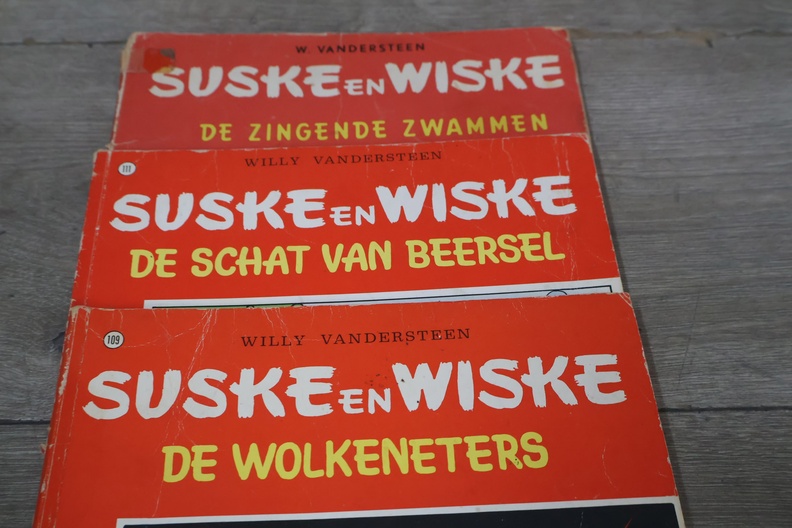 W. VANDERSTEEN
SUSKE EN WISKE
DE ZINGENDE ZWAMMEN
111
WILLY VANDERSTEEN
SUSKE EN WISKE
DE SCHAT VAN BEERSEL
109
WILLY VANDERSTEEN
SUSKE EN WISKE
DE WOLKENETERS